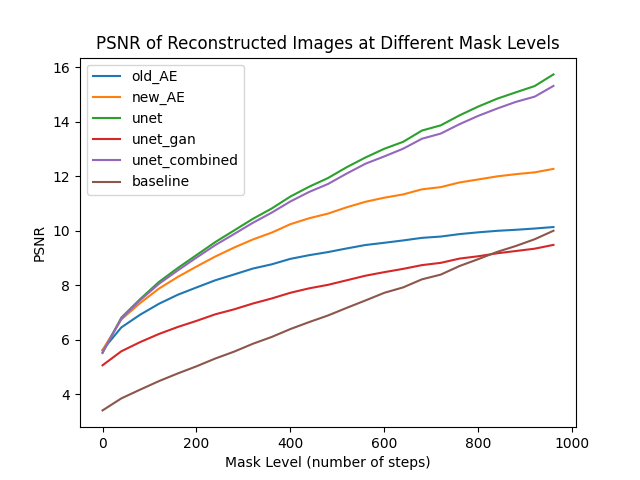 PSNR of Reconstructed Images at Different Mask Levels
16
14
12
10
8
6
4
PSNR
old_AE
new_AE
unet
unet_gan
unet_combined
baseline
0 200 400 600 800 1000
Mask Level (number of steps)